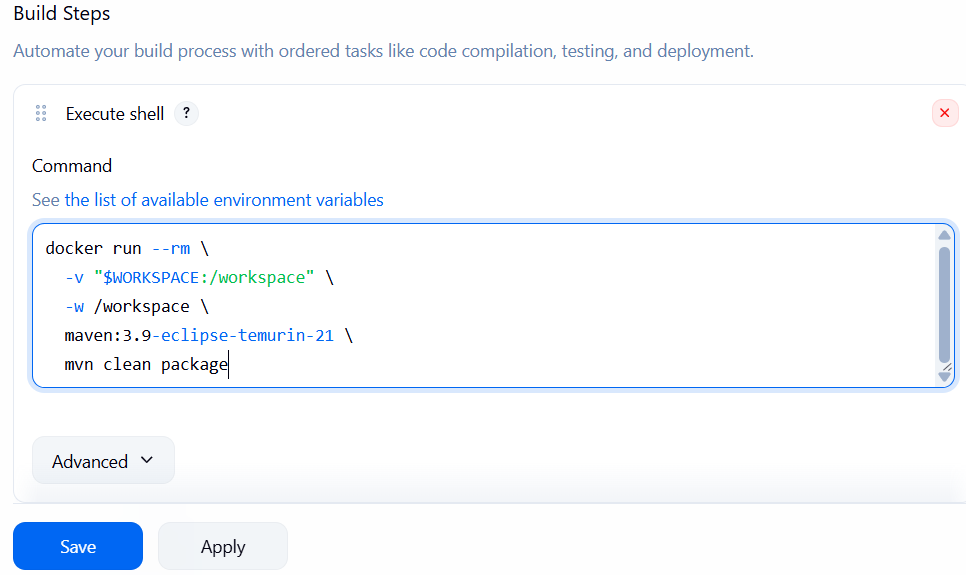 Build Steps
Automate your build process with ordered tasks like code compilation, testing, and deployment.
Execute shell ?
Command
See the list of available environment variables
docker run --rm \
-v "$WORKSPACE:/workspace" \
-w /workspace \
maven:3.9-eclipse-temurin-21 \
mvn clean package
Advanced
Save Apply